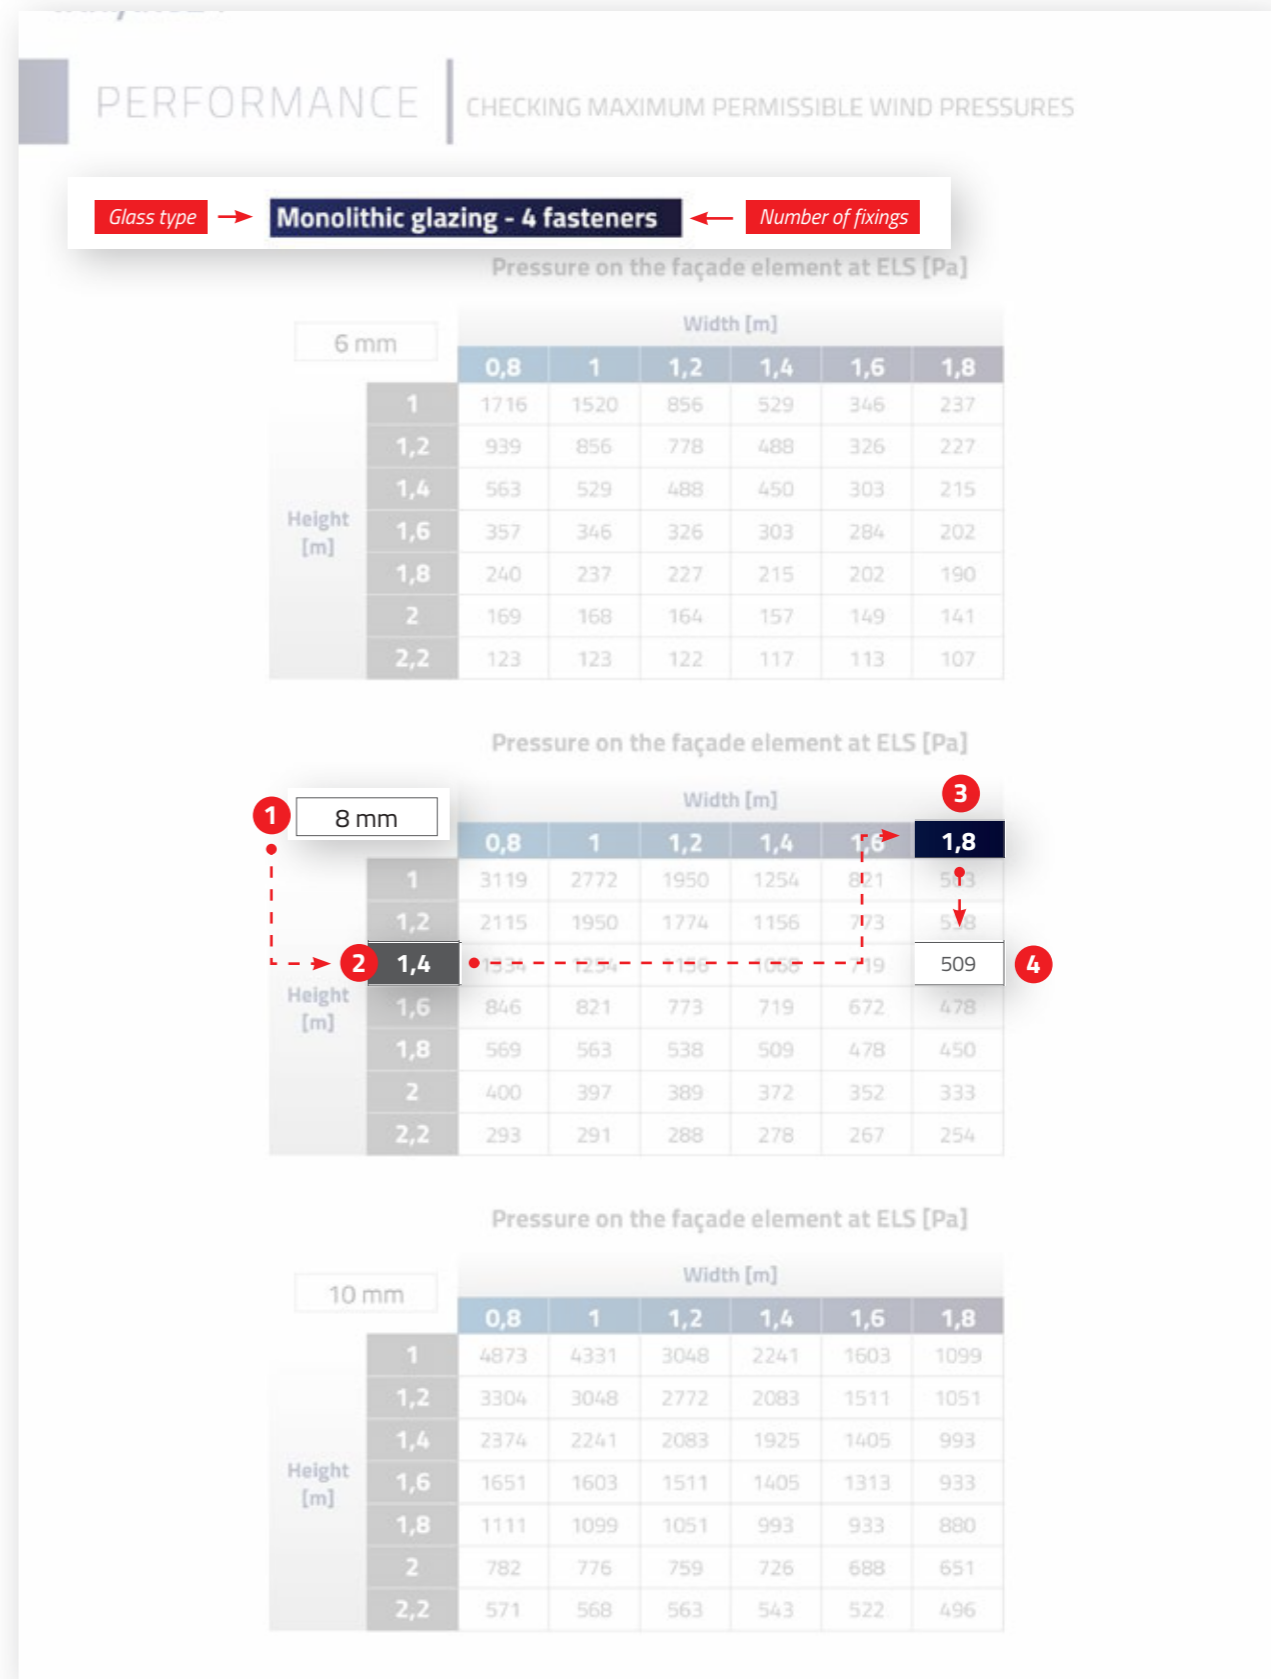 PERFORMANCE CHECKING MAXIMUM PERMISSIBLE WIND PRESSURES
Glass type Monolithic glazing - 4 fasteners Number of fixings
Pressure on the façade element at ELS [Pa]
Width [m]
6 mm
0,8 1 1,2 1,4 1,6 1,8
1 1716 1520 856 529 346 237
1,2 939 856 778 488 326 227
1,4 563 529 488 450 303 215
Height [m]
1,6 357 346 326 303 284 202
1,8 240 237 227 215 202 190
2 169 168 164 157 149 141
2,2 123 123 122 117 113 107
Pressure on the façade element at ELS [Pa]
Width [m] 3
1 8 mm
0,8 1 1,2 1,4 1,6 1,8
1 3119 2772 1950 1254 821 563
1,2 2115 1950 1774 1156 773 538
2 1,4 1334 1254 1156 1068 719 509 4
Height [m]
1,6 846 821 773 719 672 478
1,8 569 563 538 509 478 450
2 400 397 389 372 352 333
2,2 293 291 288 278 267 254
Pressure on the façade element at ELS [Pa]
Width [m]
10 mm
0,8 1 1,2 1,4 1,6 1,8
1 4873 4331 3048 2241 1603 1099
1,2 3304 3048 2772 2083 1511 1051
1,4 2374 2241 2083 1925 1405 993
Height [m]
1,6 1651 1603 1511 1405 1313 933
1,8 1111 1099 1051 993 933 880
2 782 776 759 726 688 651
2,2 571 568 563 543 522 496